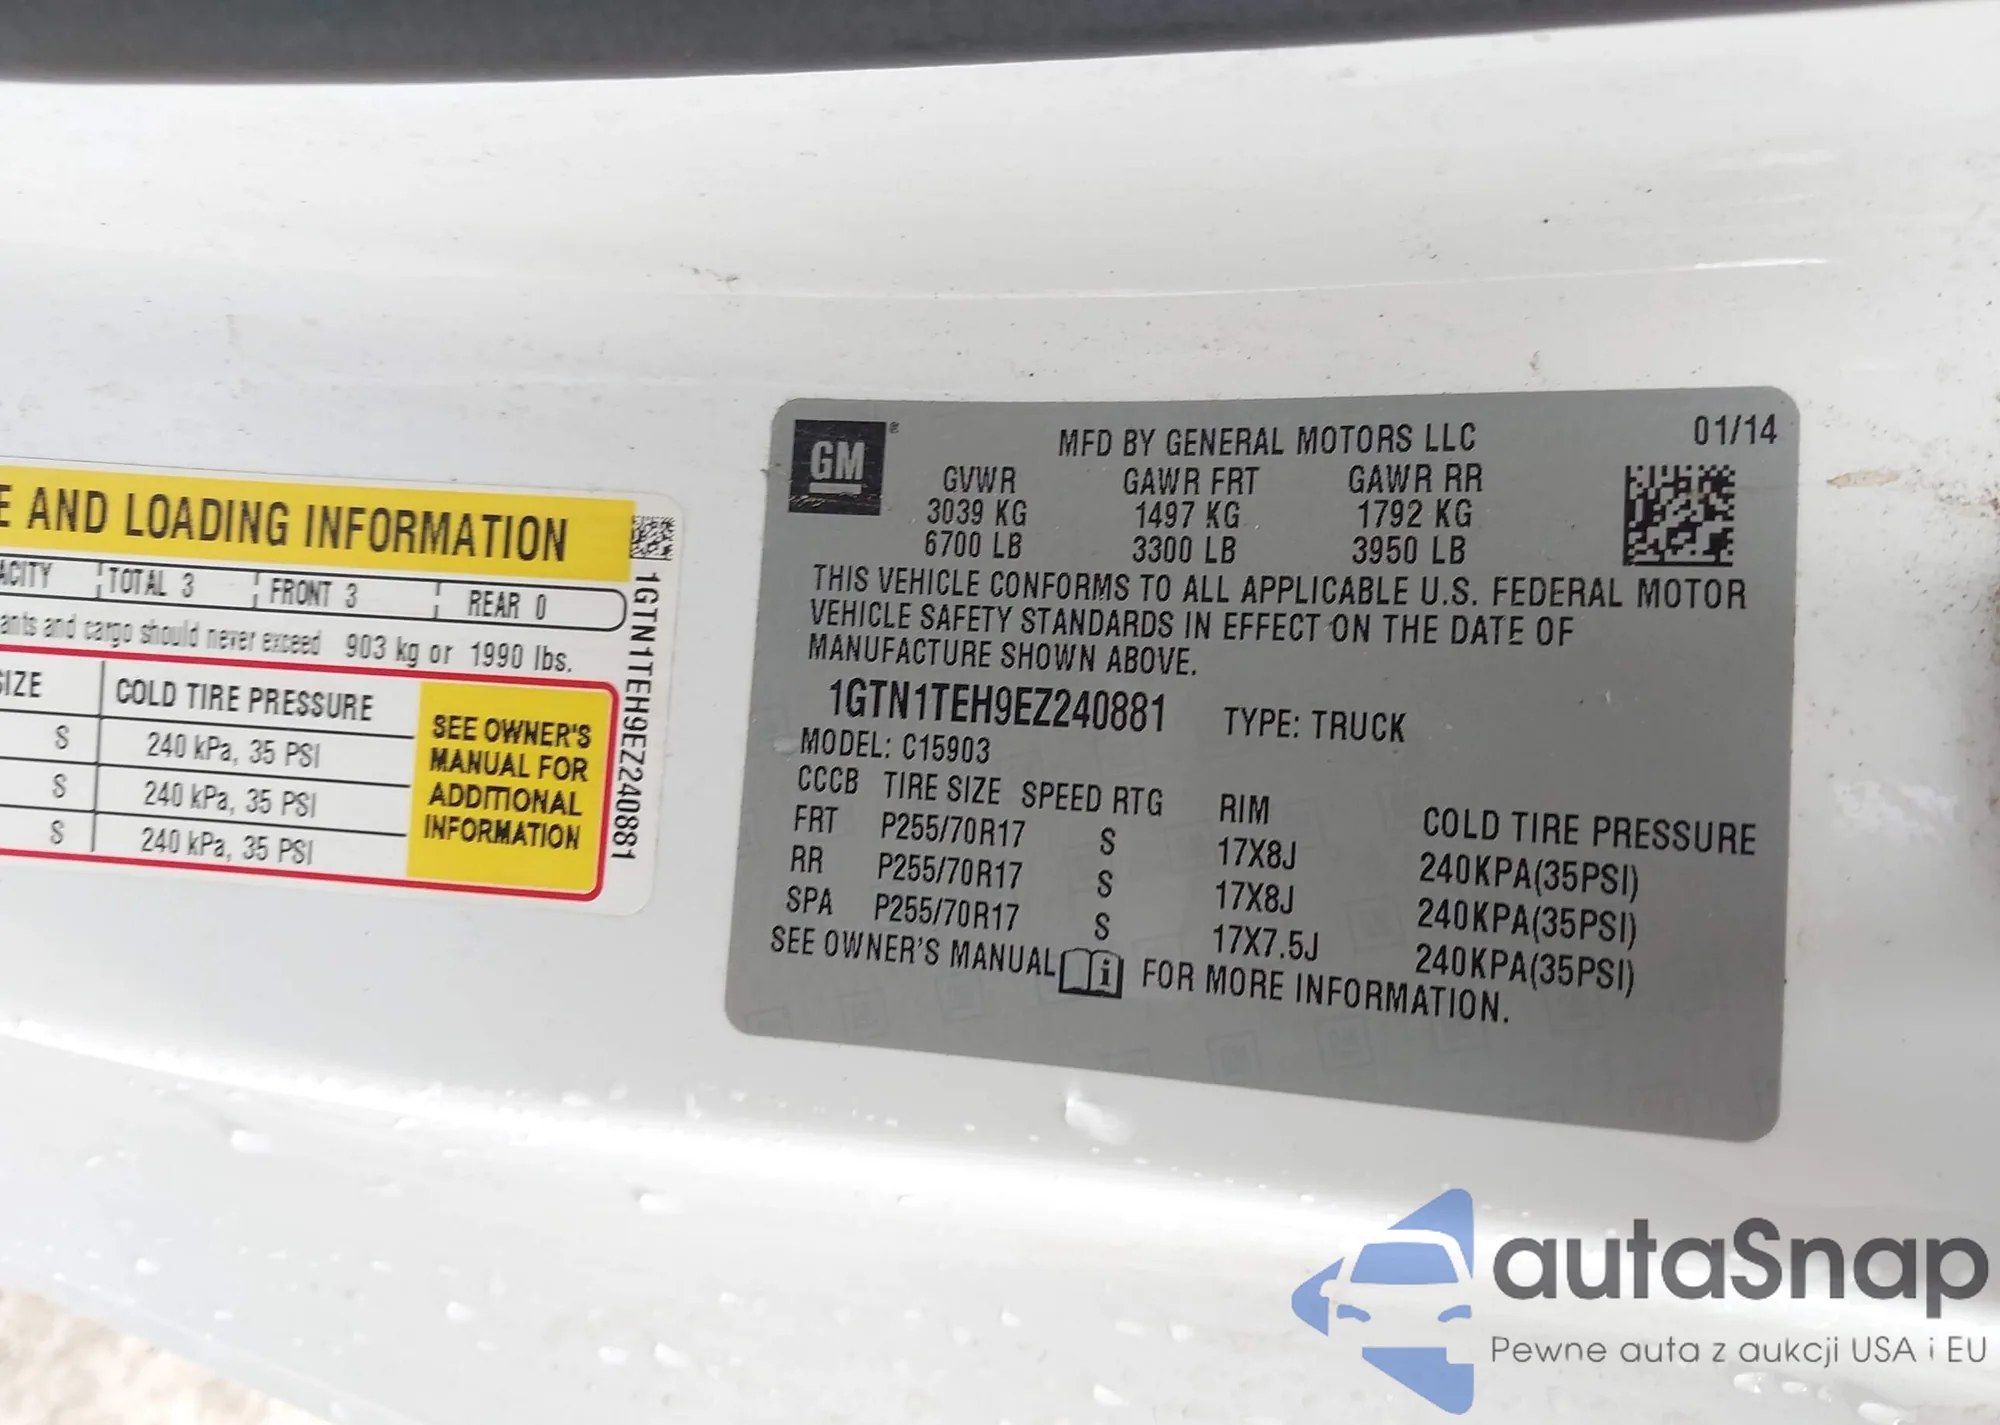 E AND LOADING INFORMATION
ACITY TOTAL 3 FRONT 3 REAR 0
ants and cargo should never exceed 903 kg or 1990 lbs.
SIZE COLD TIRE PRESSURE
S 240 kPa, 35 PSI
S 240 kPa, 35 PSI
S 240 kPa, 35 PSI
SEE OWNER'S
MANUAL FOR
ADDITIONAL
INFORMATION
1GTN1TEH9EZ240881
GM ®
MFD BY GENERAL MOTORS LLC 01/14
GVWR GAWR FRT GAWR RR
3039 KG 1497 KG 1792 KG
6700 LB 3300 LB 3950 LB
THIS VEHICLE CONFORMS TO ALL APPLICABLE U.S. FEDERAL MOTOR
VEHICLE SAFETY STANDARDS IN EFFECT ON THE DATE OF
MANUFACTURE SHOWN ABOVE.
1GTN1TEH9EZ240881 TYPE: TRUCK
MODEL: C15903
CCCB TIRE SIZE SPEED RTG RIM COLD TIRE PRESSURE
FRT P255/70R17 S 17X8J 240KPA(35PSI)
RR P255/70R17 S 17X8J 240KPA(35PSI)
SPA P255/70R17 S 17X7.5J 240KPA(35PSI)
SEE OWNER'S MANUAL i FOR MORE INFORMATION.
autaSnap
Pewne auta z aukcji USA i EU